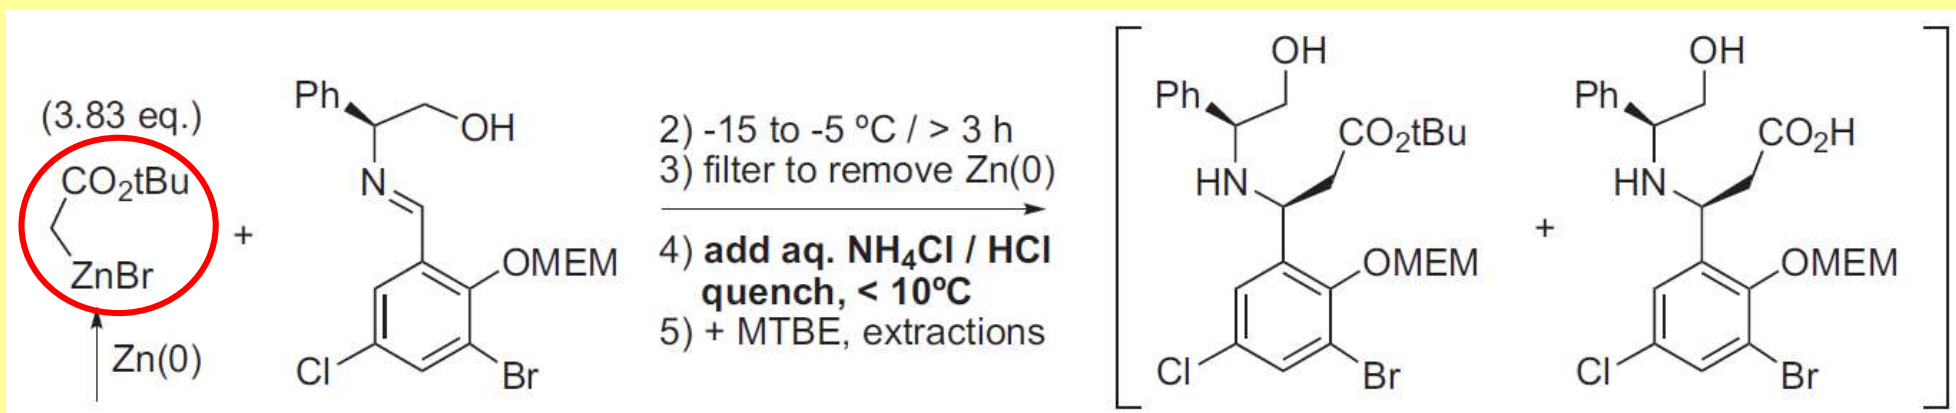 (3.83 eq.)
CO2tBu
ZnBr
Zn(0)
+
Ph
OH
N
OMEM
Cl
Br
2) -15 to -5 ºC / > 3 h
3) filter to remove Zn(0)
4) add aq. NH4Cl / HCl
quench, < 10ºC
5) + MTBE, extractions
OH
Ph
CO2tBu
HN
OMEM
Cl
Br
+
OH
Ph
CO2H
HN
OMEM
Cl
Br